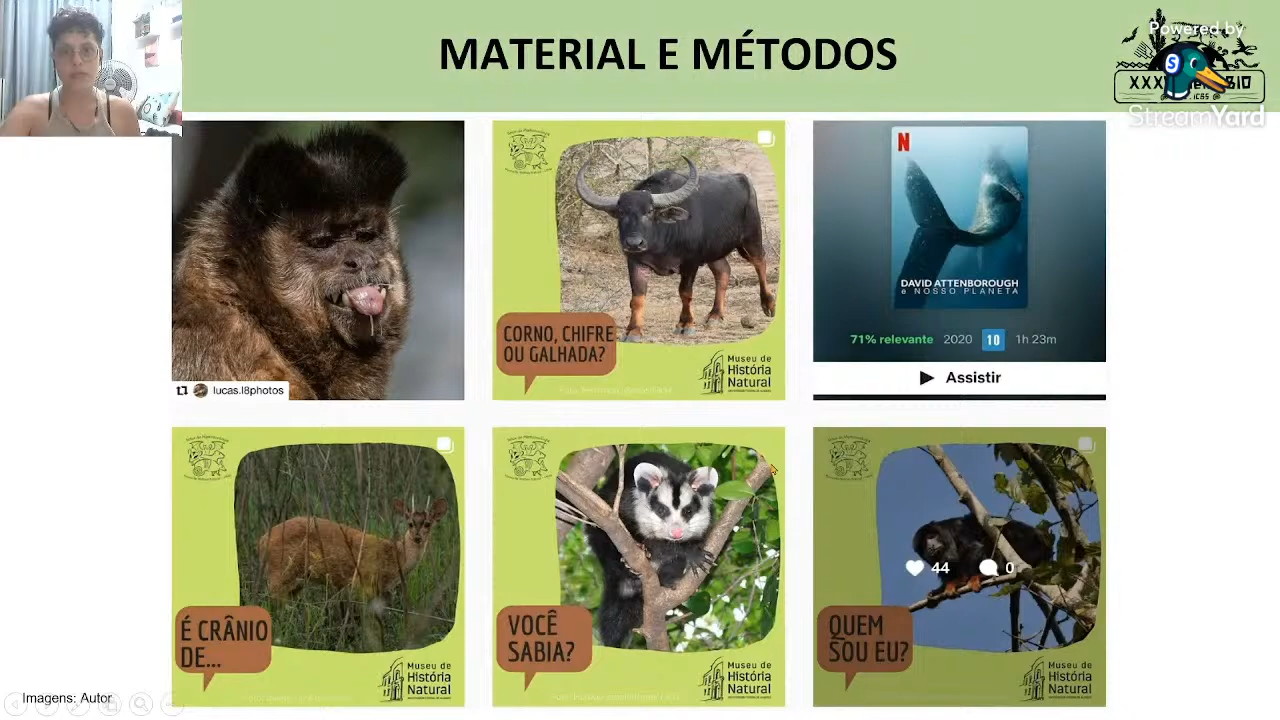 MATERIAL E MÉTODOS
Powered by
StreamYard
lucas.l8photos
CORNO, CHIFRE
OU GALHADA?
Museu de
História
Natural
N
DAVID ATTENBOROUGH
e NOSSO PLANETA
71% relevante 2020 10 1h 23m
Assistir
É CRÂNIO
DE...
Museu de
História
Natural
VOCÊ
SABIA?
Museu de
História
Natural
44 0
QUEM
SOU EU?
Museu de
História
Natural
Imagens: Autor